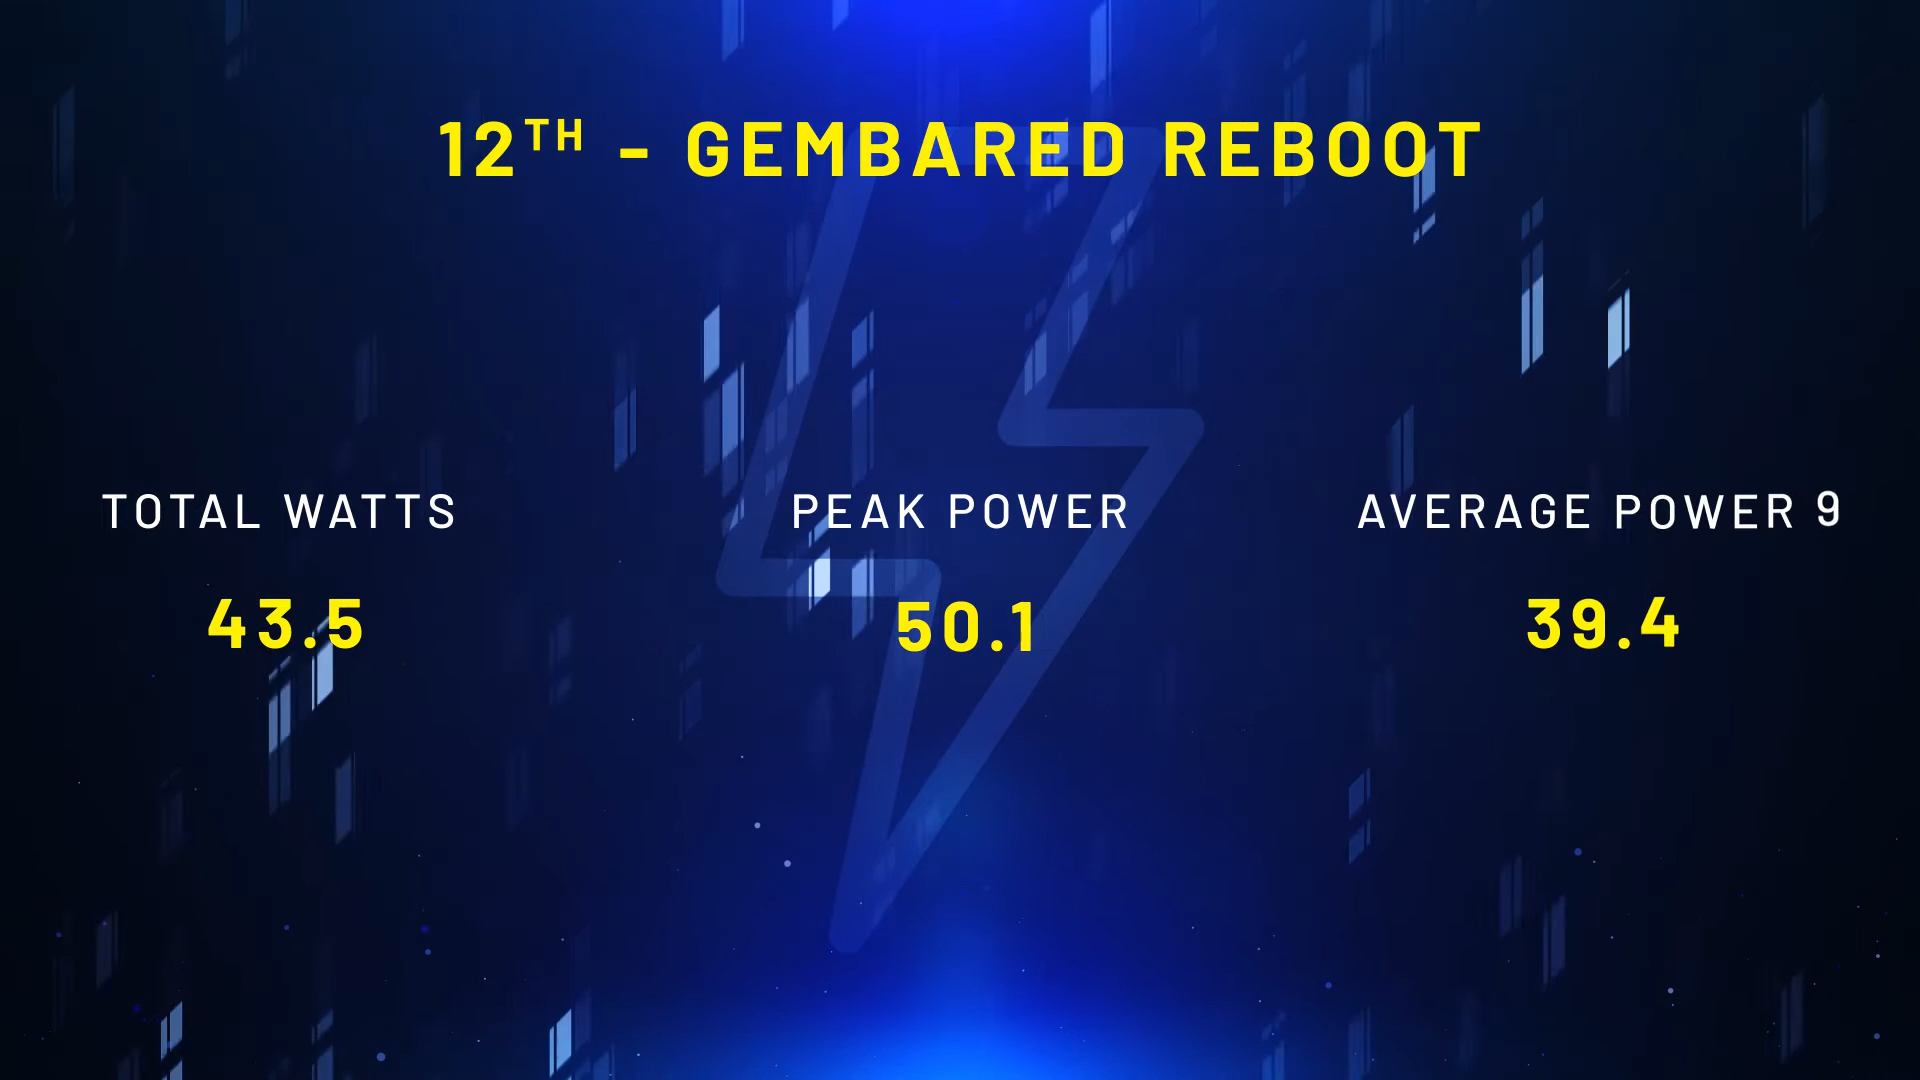 12TH - GEMBARED REBOOT
TOTAL WATTS
43.5
PEAK POWER
50.1
AVERAGE POWER 9
39.4